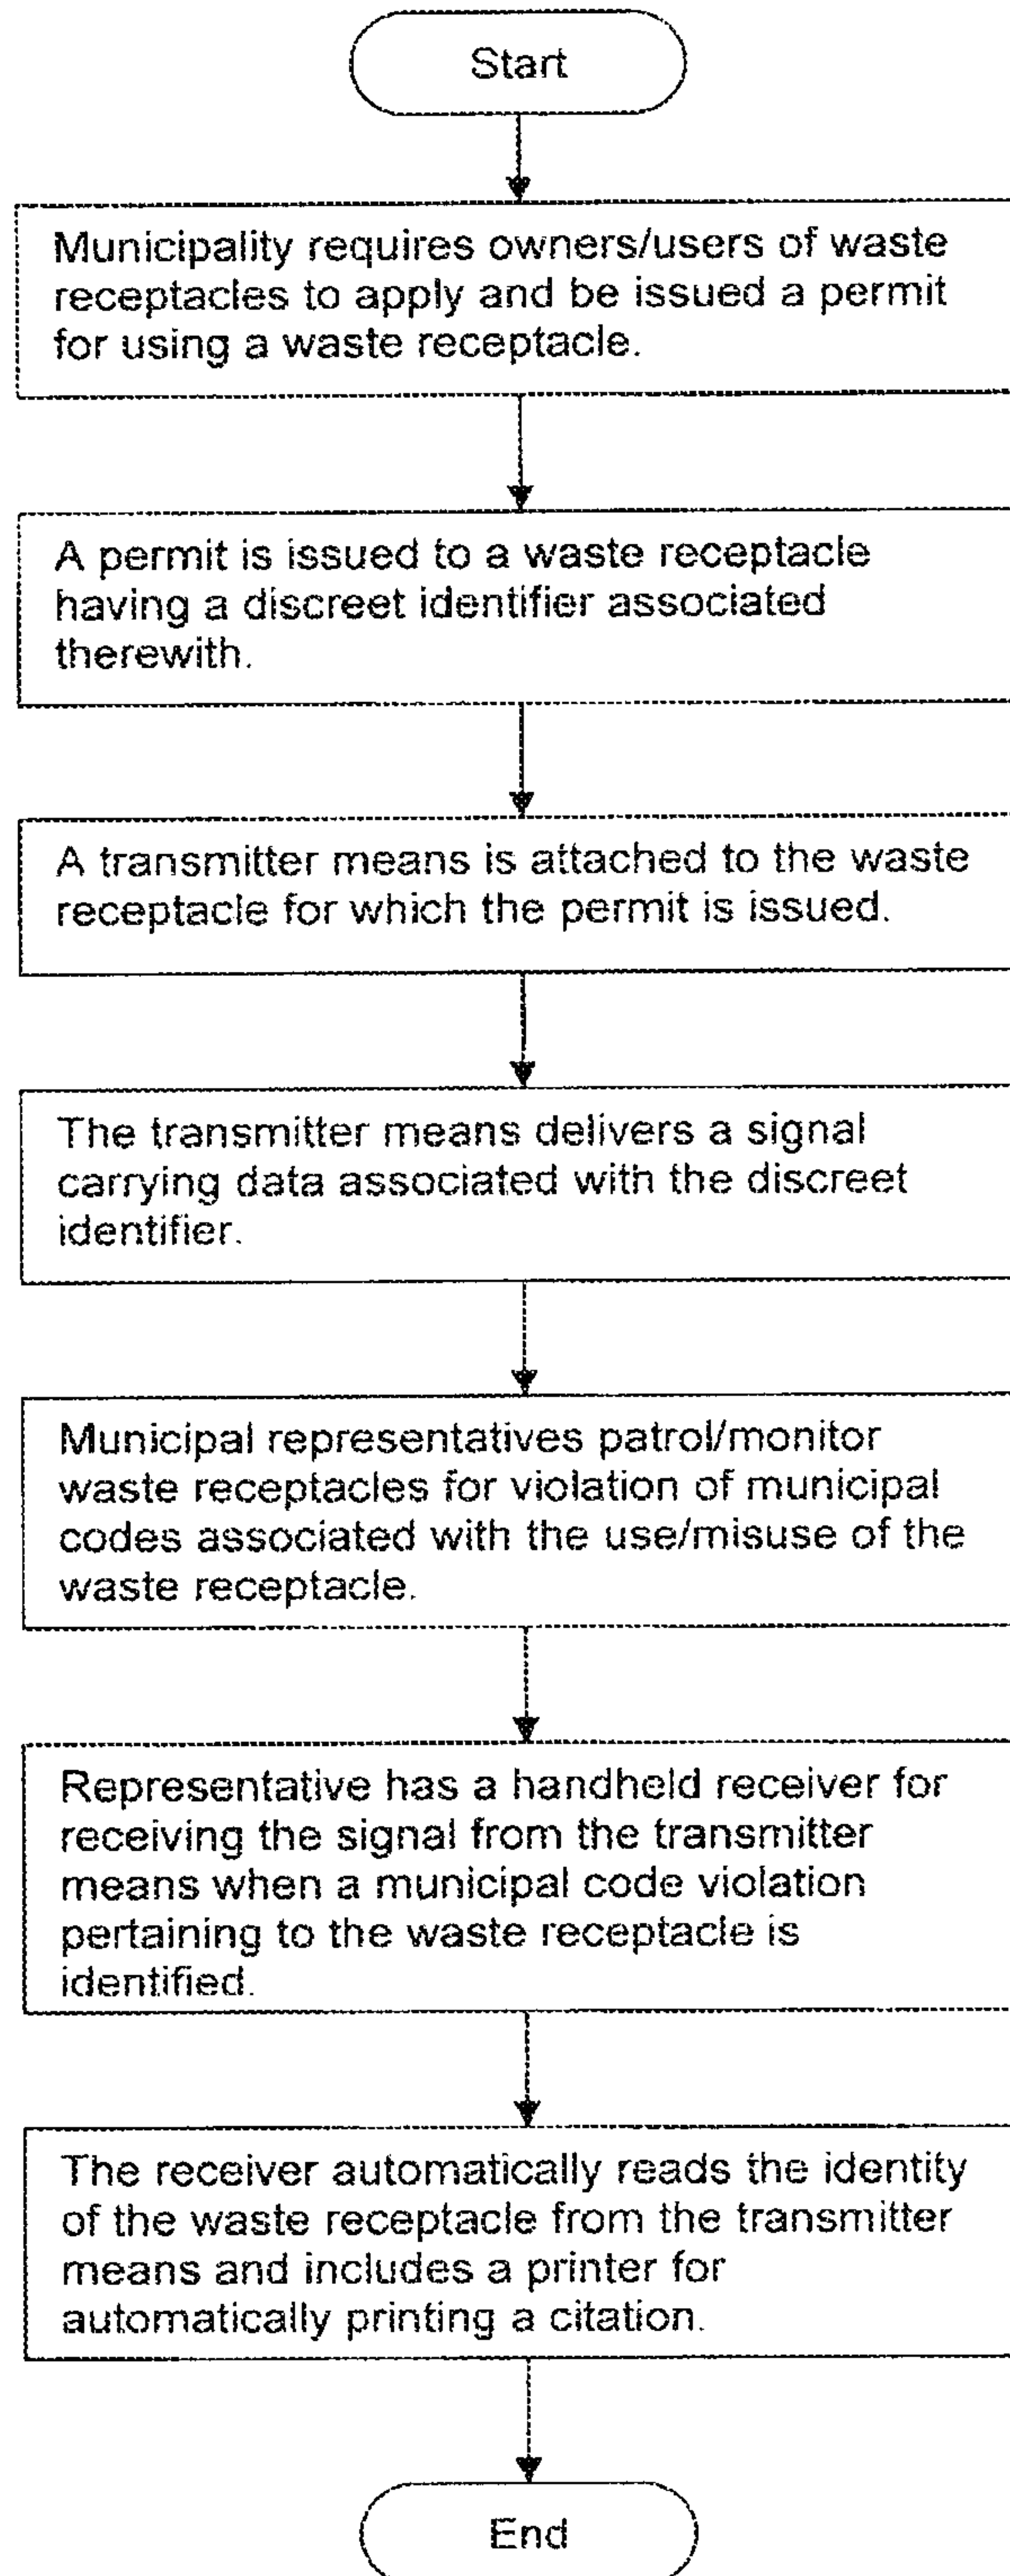 Start
Municipality requires owners/users of waste
receptacles to apply and be issued a permit
for using a waste receptacle.
A permit is issued to a waste receptacle
having a discreet identifier associated
therewith.
A transmitter means is attached to the waste
receptacle for which the permit is issued.
The transmitter means delivers a signal
carrying data associated with the discreet
identifier.
Municipal representatives patrol/monitor
waste receptacles for violation of municipal
codes associated with the use/misuse of the
waste receptacle.
Representative has a handheld receiver for
receiving the signal from the transmitter
means when a municipal code violation
pertaining to the waste receptacle is
identified.
The receiver automatically reads the identity
of the waste receptacle from the transmitter
means and includes a printer for
automatically printing a citation.
End